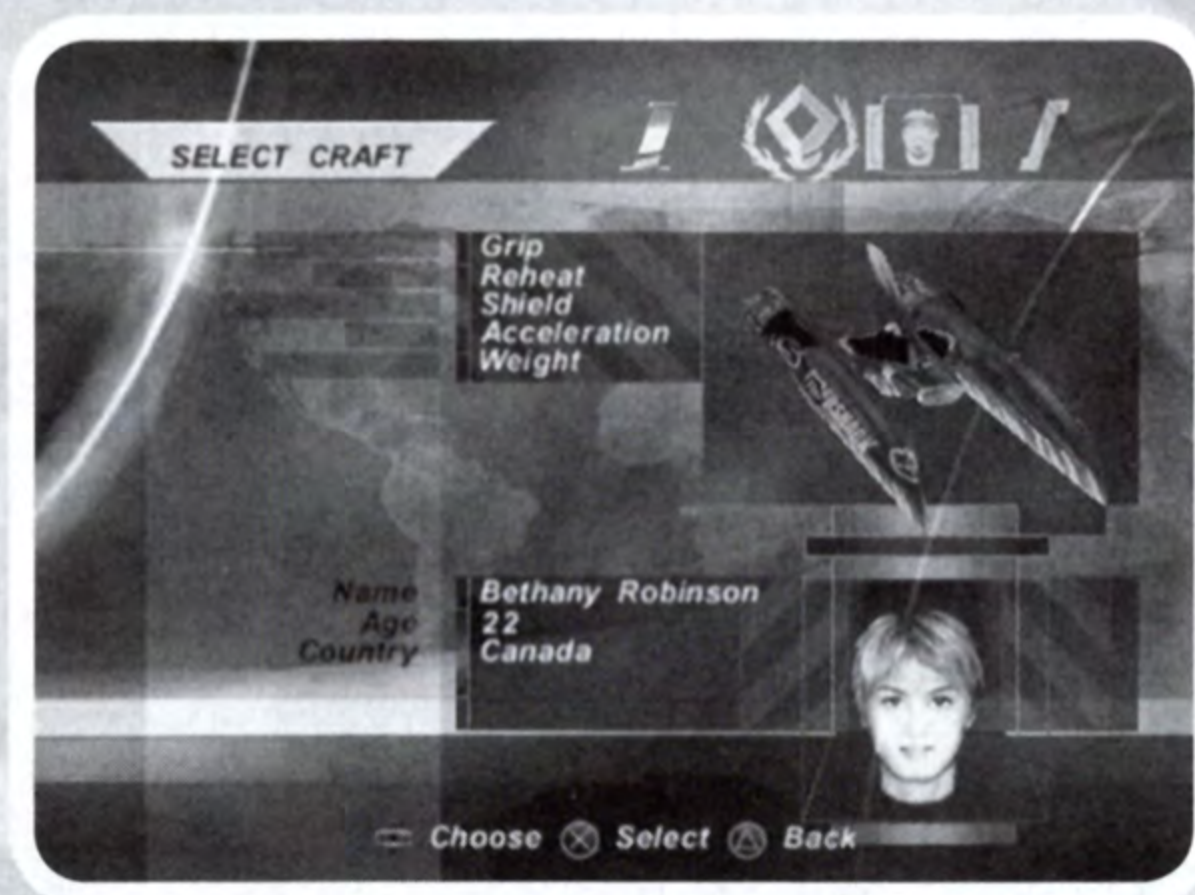 SELECT CRAFT
Grip
Reheat
Shield
Acceleration
Weight
Name Bethany Robinson
Age 22
Country Canada
Choose Select Back